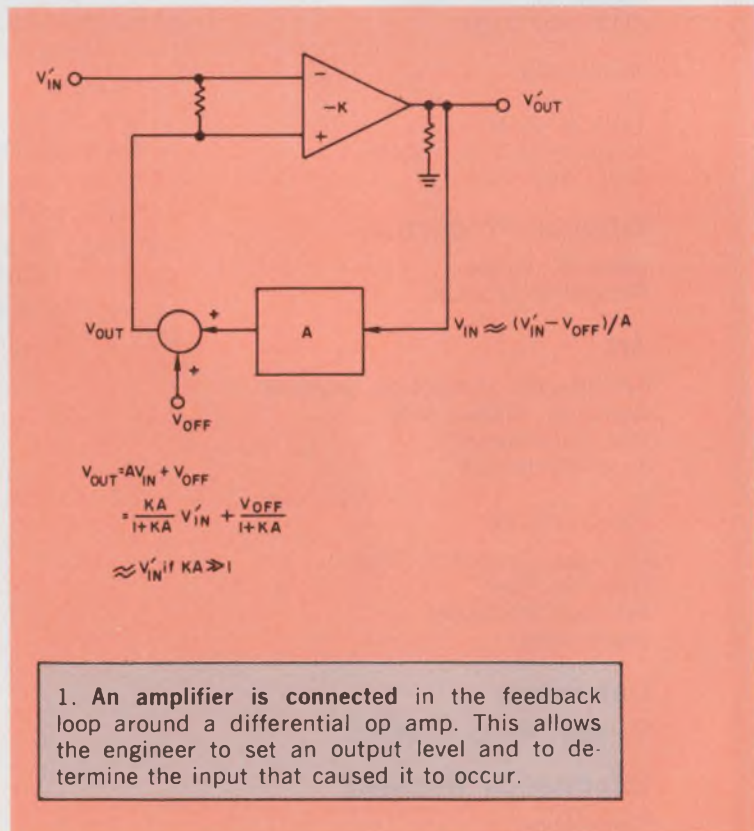 V′IN
−
−K
+
V′OUT
+
A
VIN ≈ (V′IN − VOFF)/A
VOUT
+
VOFF
VOUT = AVIN + VOFF
= KA/1+KA V′IN + VOFF/1+KA
≈ V′IN if KA ≫ 1
1. An amplifier is connected in the feedback
loop around a differential op amp. This allows
the engineer to set an output level and to de-
termine the input that caused it to occur.